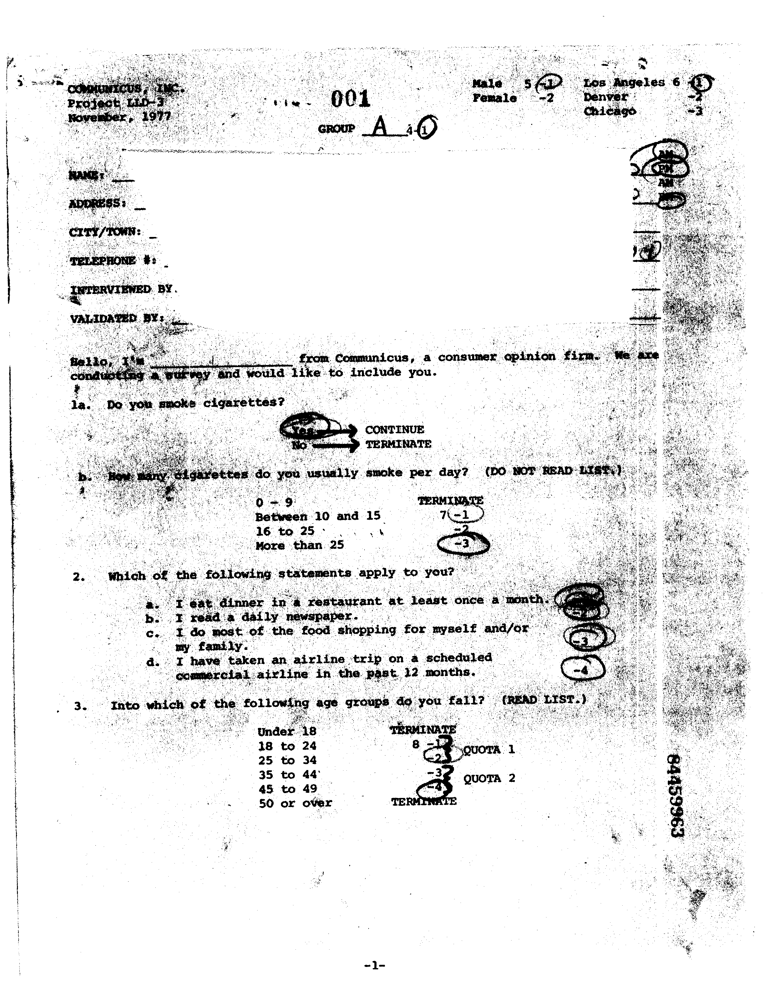 COMMUNICUS, INC.
Project LLD-3
November, 1977
001
GROUP A 4-1
Male 5 -1
Female -2
Los Angeles 6 1
Denver -2
Chicago -3
NAME:
AM
PM
AM
ADDRESS:
CITY/TOWN:
TELEPHONE #:
INTERVIEWED BY
VALIDATED BY:
Hello, I'm from Communicus, a consumer opinion firm. We are
conducting a survey and would like to include you.
1a. Do you smoke cigarettes?
Yes CONTINUE
No TERMINATE
b. How many cigarettes do you usually smoke per day? (DO NOT READ LIST.)
0 - 9 TERMINATE
Between 10 and 15 7 -1
16 to 25 -2
More than 25 -3
2. Which of the following statements apply to you?
a. I eat dinner in a restaurant at least once a month.
b. I read a daily newspaper.
c. I do most of the food shopping for myself and/or
my family. -3
d. I have taken an airline trip on a scheduled
commercial airline in the past 12 months. -4
3. Into which of the following age groups do you fall? (READ LIST.)
Under 18 TERMINATE
18 to 24 8 -1
25 to 34 -2 QUOTA 1
35 to 44 -3
45 to 49 -4 QUOTA 2
50 or over TERMINATE
84459963
-1-